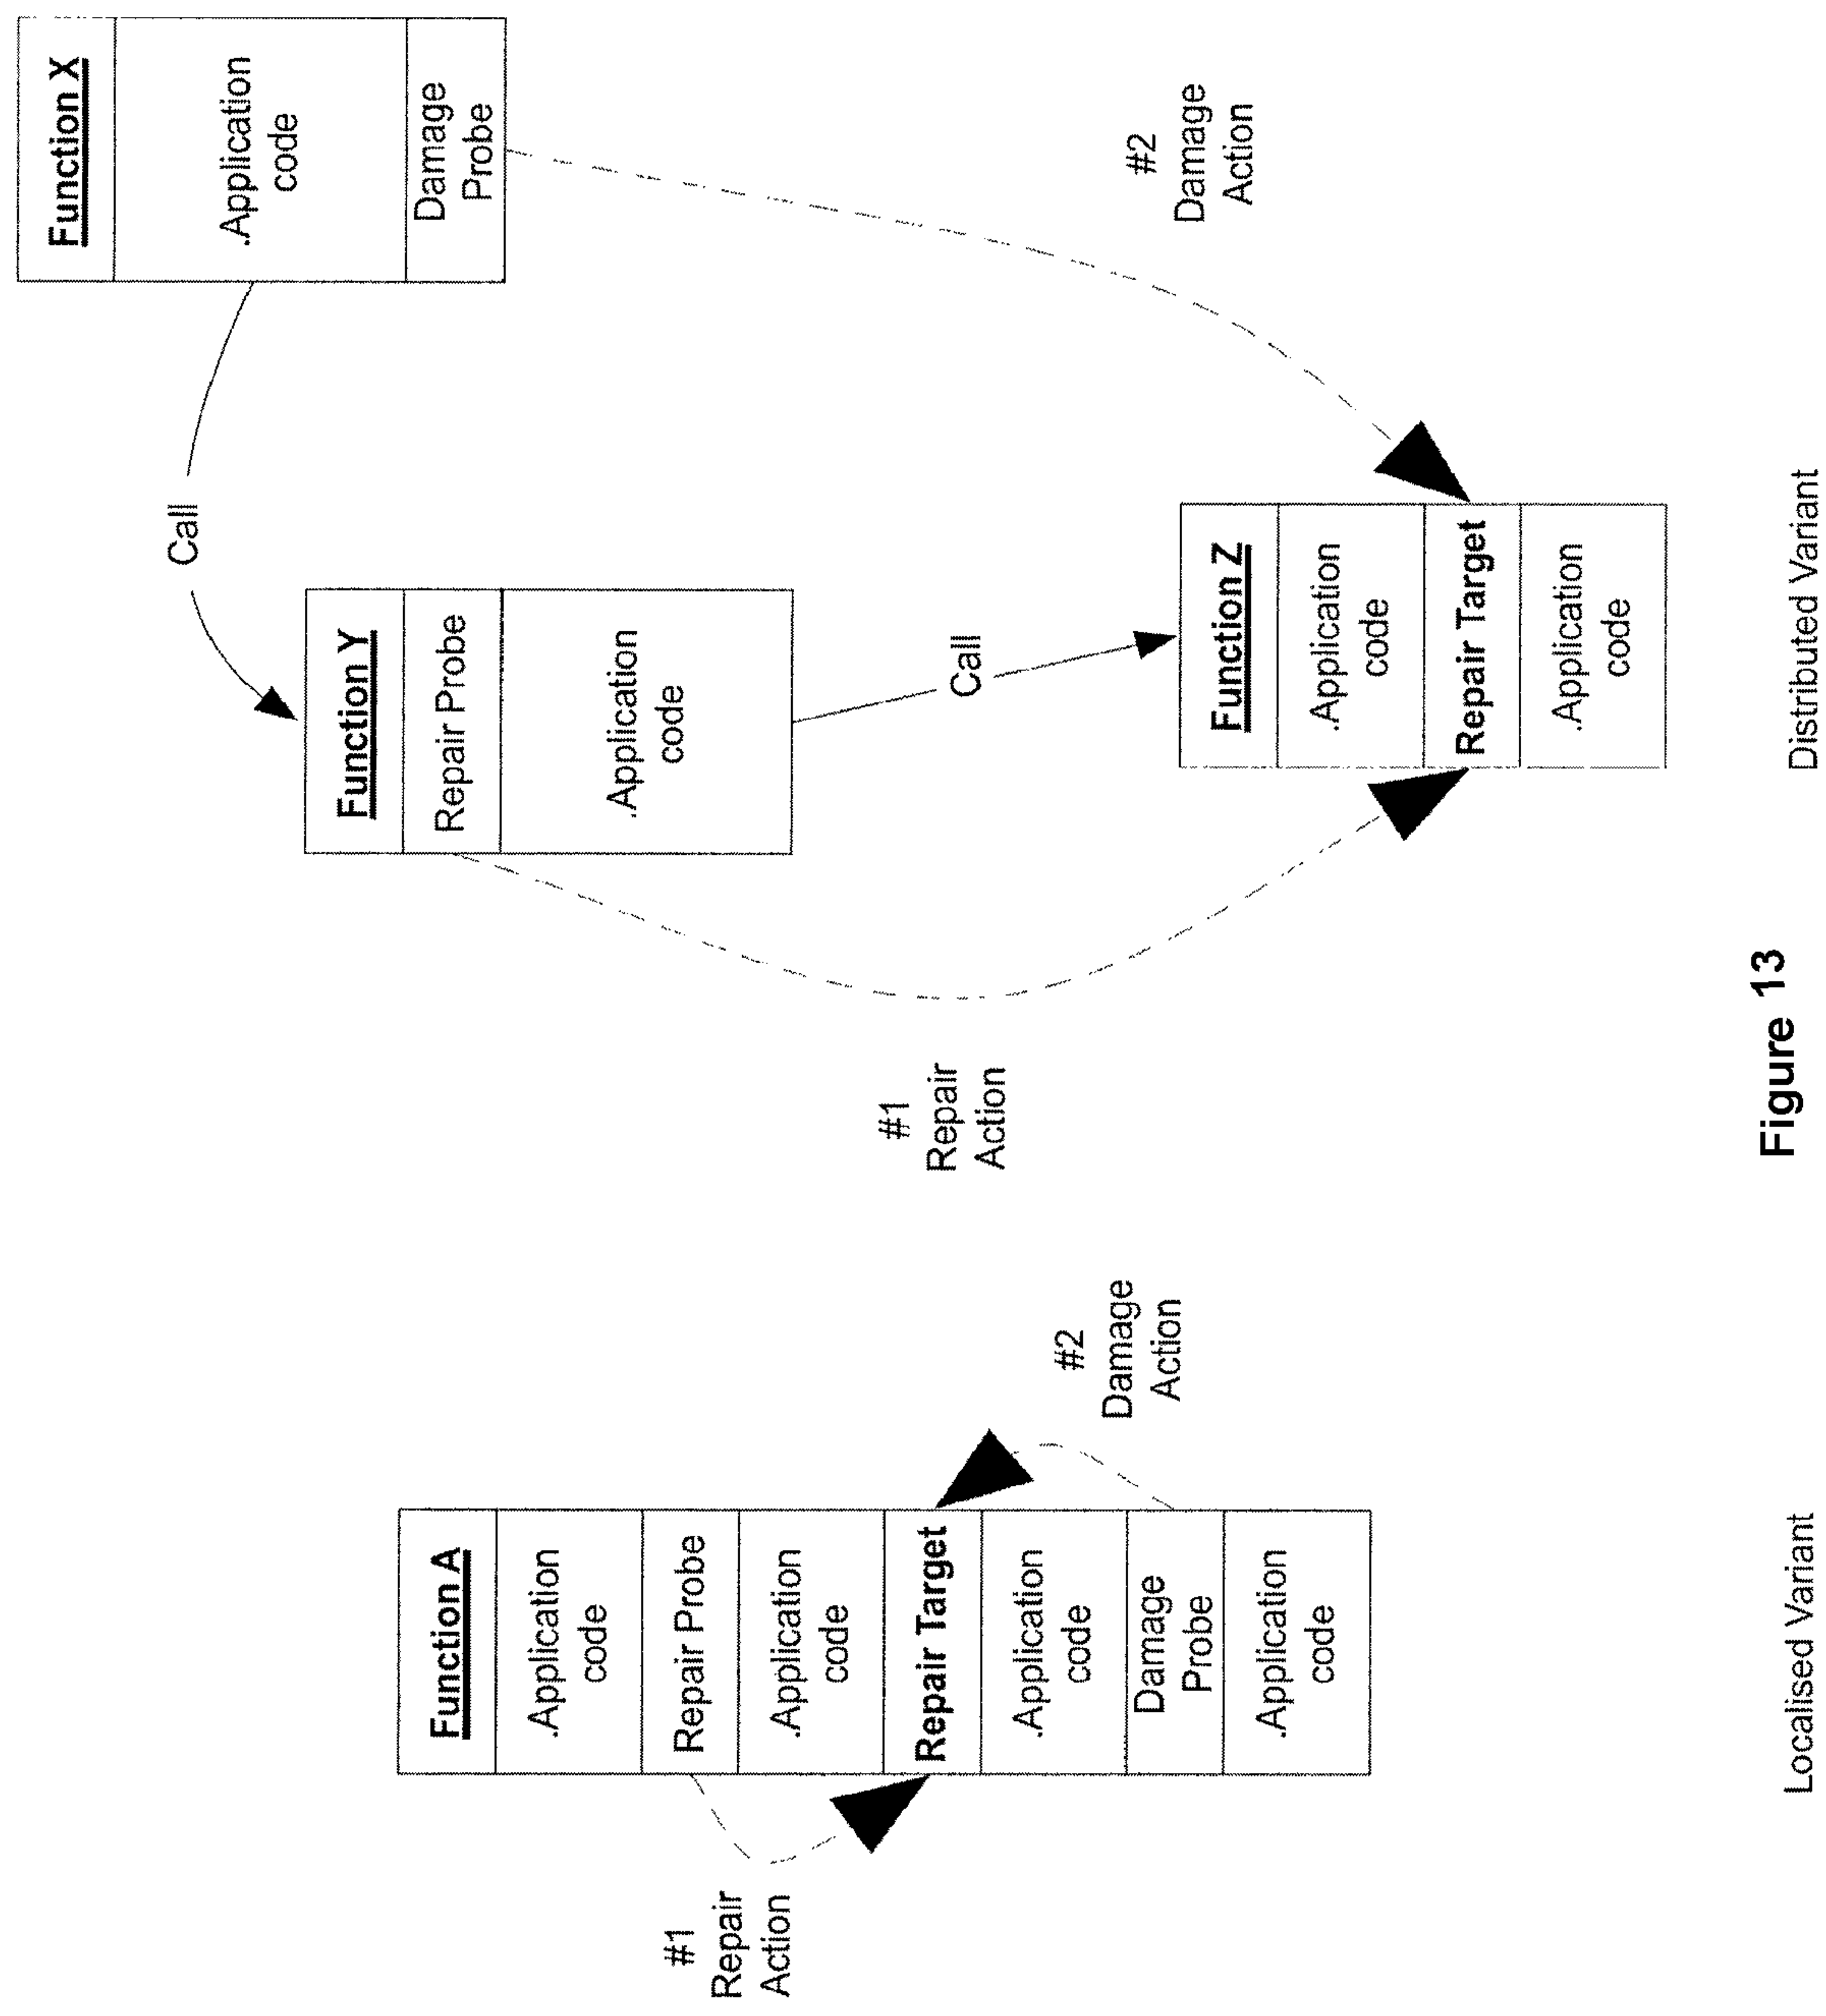 Function A
.Application
code
Repair Probe
.Application
code
Repair Target
.Application
code
Damage
Probe
.Application
code
#1
Repair
Action
#2
Damage
Action
Localised Variant
Function X
.Application
code
Damage
Probe
Call
Function Y
Repair Probe
.Application
code
Call
Function Z
.Application
code
Repair Target
.Application
code
#1
Repair
Action
#2
Damage
Action
Distributed Variant
Figure 13